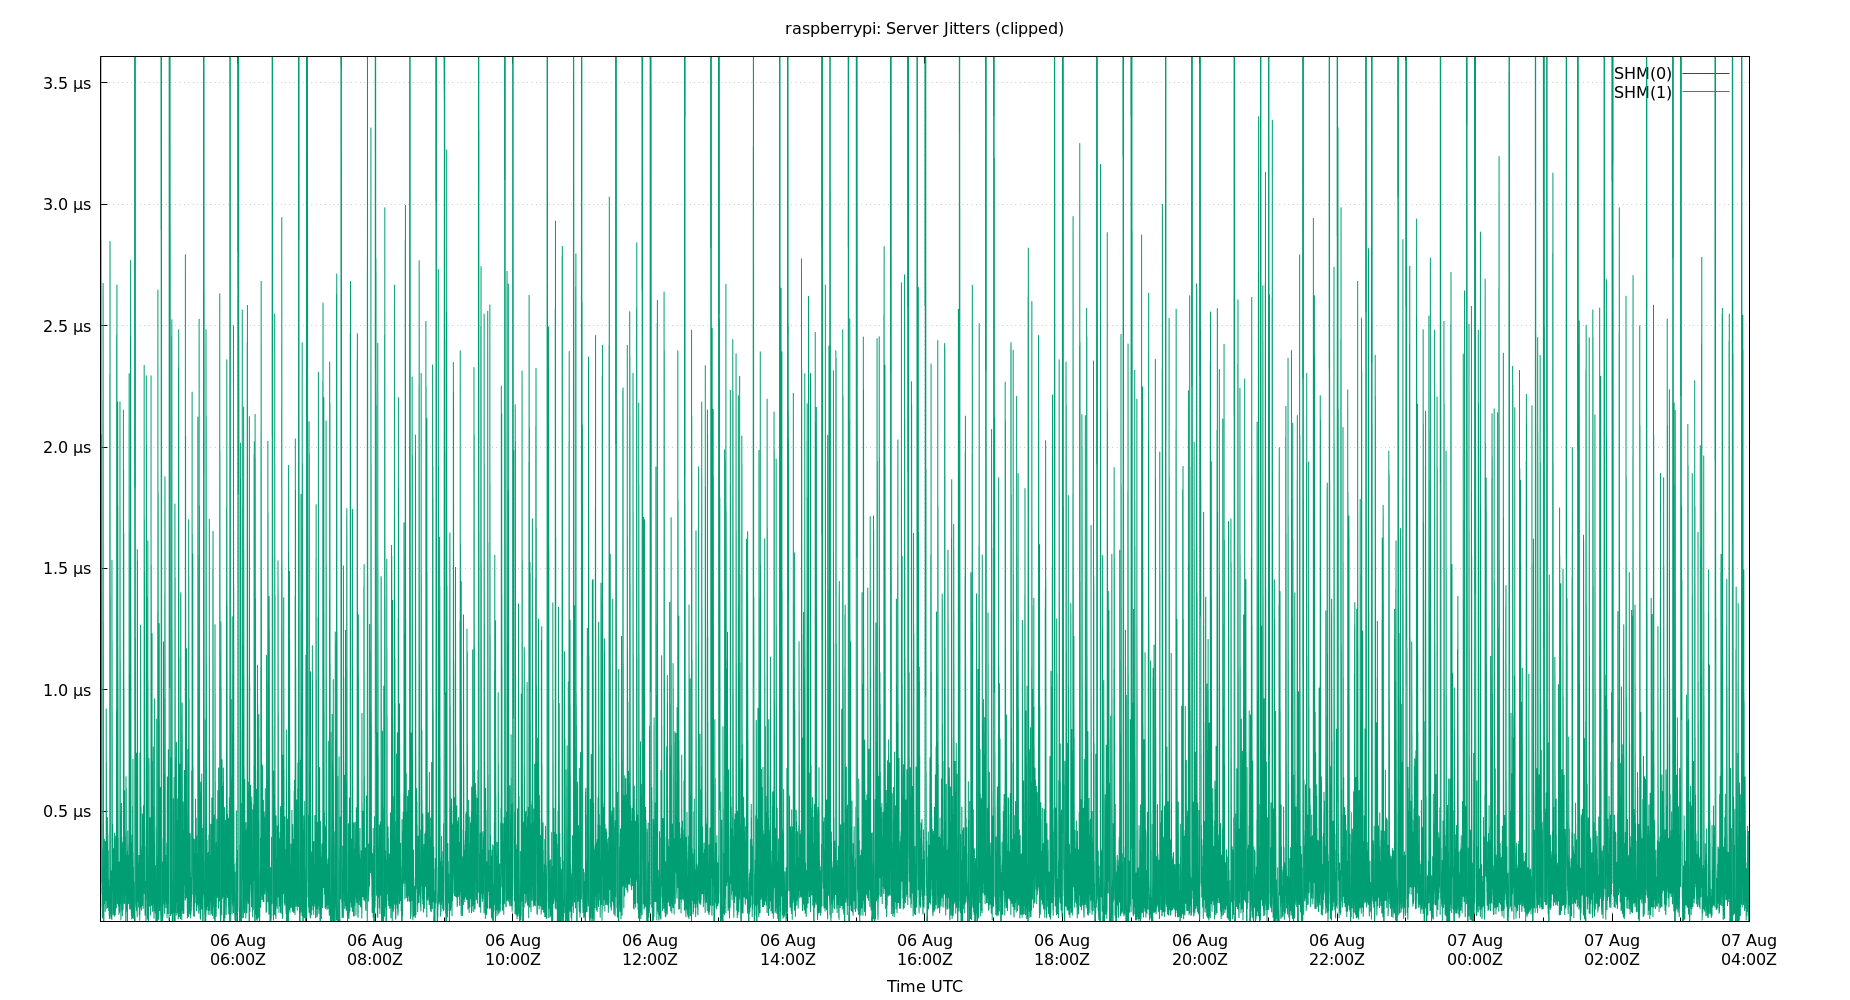 raspberrypi: Server Jitters (clipped)
SHM(0)
SHM(1)
3.5 µs
3.0 µs
2.5 µs
2.0 µs
1.5 µs
1.0 µs
0.5 µs
06 Aug 06 Aug 06 Aug 06 Aug 06 Aug 06 Aug 06 Aug 06 Aug 06 Aug 07 Aug 07 Aug 07 Aug
06:00Z 08:00Z 10:00Z 12:00Z 14:00Z 16:00Z 18:00Z 20:00Z 22:00Z 00:00Z 02:00Z 04:00Z
Time UTC